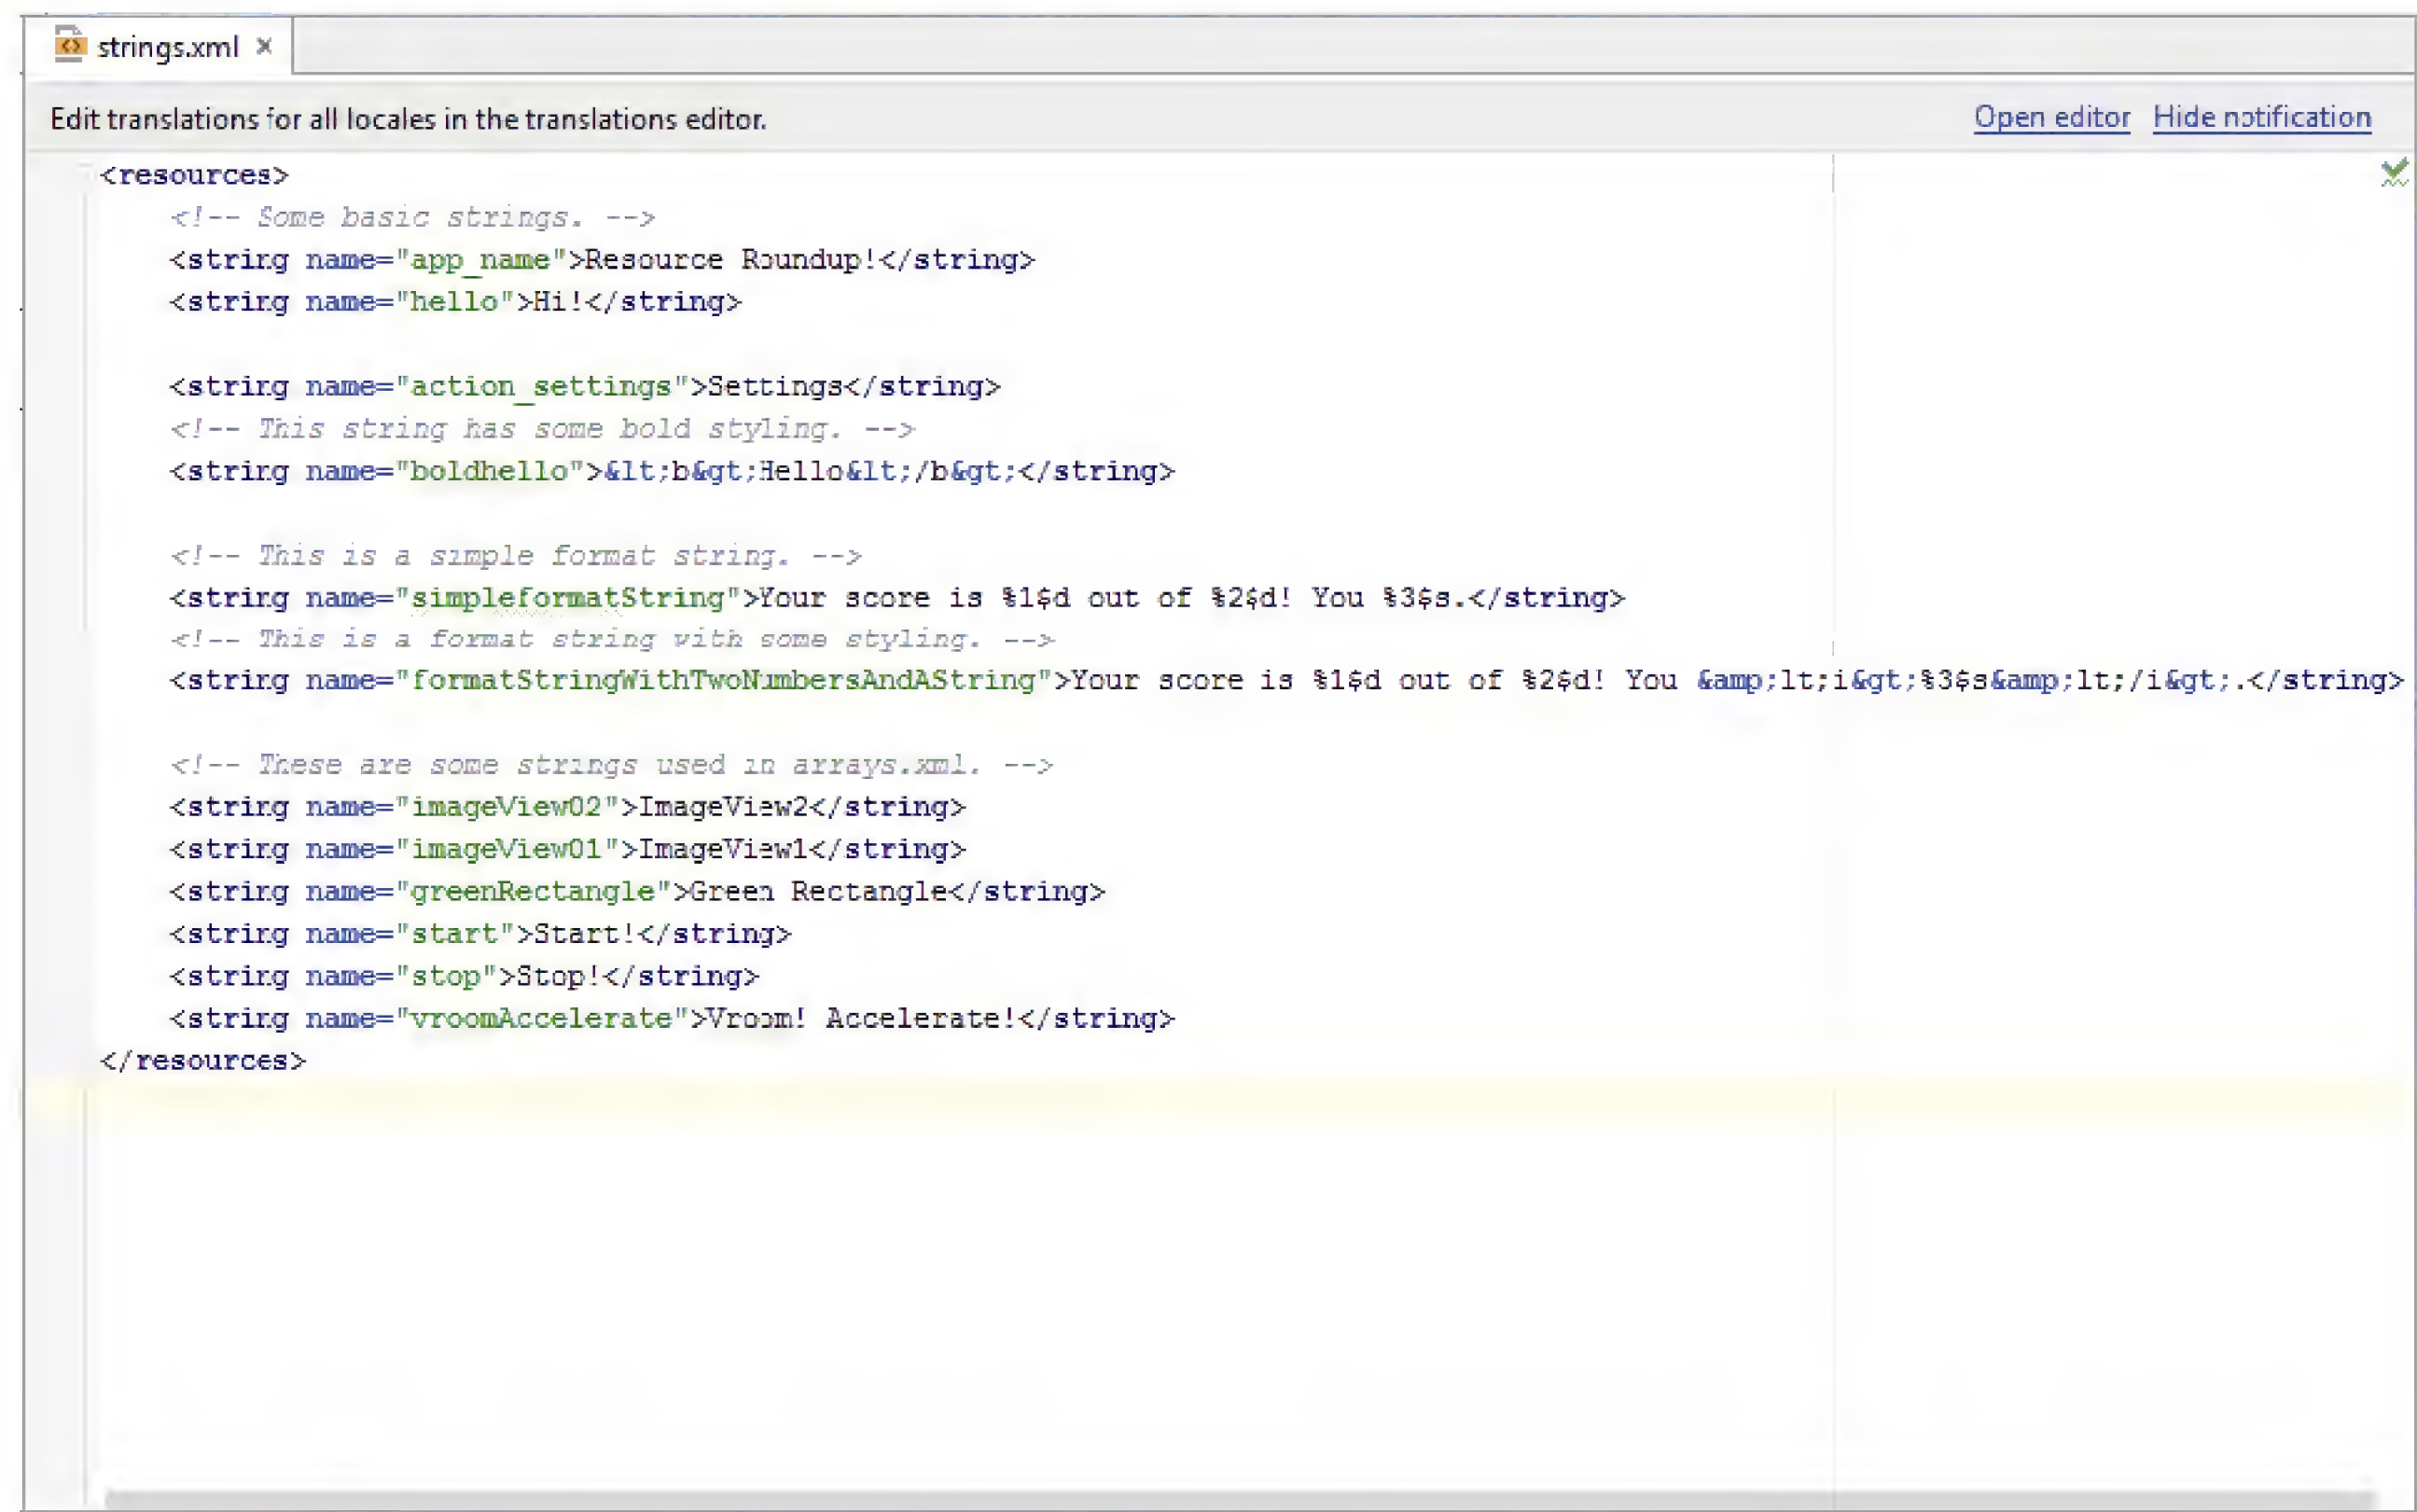 strings.xml ×
Edit translations for all locales in the translations editor. Open editor Hide notification
<resources>
<!-- Some basic strings. -->
<string name="app_name">Resource Roundup!</string>
<string name="hello">Hi!</string>
<string name="action_settings">Settings</string>
<!-- This string has some bold styling. -->
<string name="boldhello">&lt;b&gt;Hello&lt;/b&gt;</string>
<!-- This is a simple format string. -->
<string name="simpleformatString">Your score is %1$d out of %2$d! You %3$s.</string>
<!-- This is a format string with some styling. -->
<string name="formatStringWithTwoNumbersAndAString">Your score is %1$d out of %2$d! You &amp;lt;i&gt;%3$s&amp;lt;/i&gt;.</string>
<!-- These are some strings used in arrays.xml. -->
<string name="imageView02">ImageView2</string>
<string name="imageView01">ImageView1</string>
<string name="greenRectangle">Green Rectangle</string>
<string name="start">Start!</string>
<string name="stop">Stop!</string>
<string name="vroomAccelerate">Vroom! Accelerate!</string>
</resources>